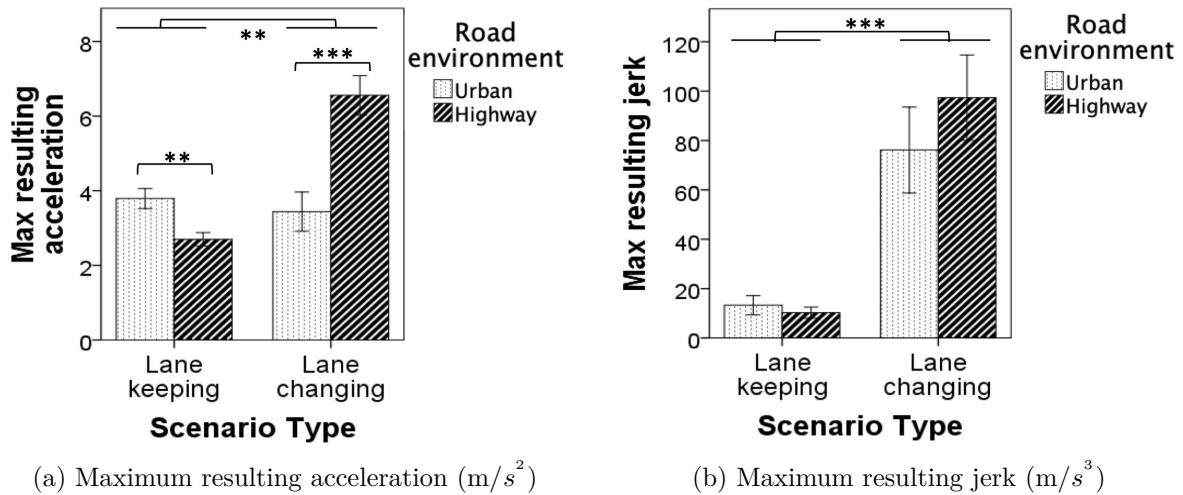 Max resulting
acceleration
8
6
4
2
0
**
***
**
Road
environment
Urban
Highway
Lane
keeping
Lane
changing
Scenario Type
(a) Maximum resulting acceleration (m/s²)
Max resulting jerk
120
100
80
60
40
20
0
***
Road
environment
Urban
Highway
Lane
keeping
Lane
changing
Scenario Type
(b) Maximum resulting jerk (m/s³)